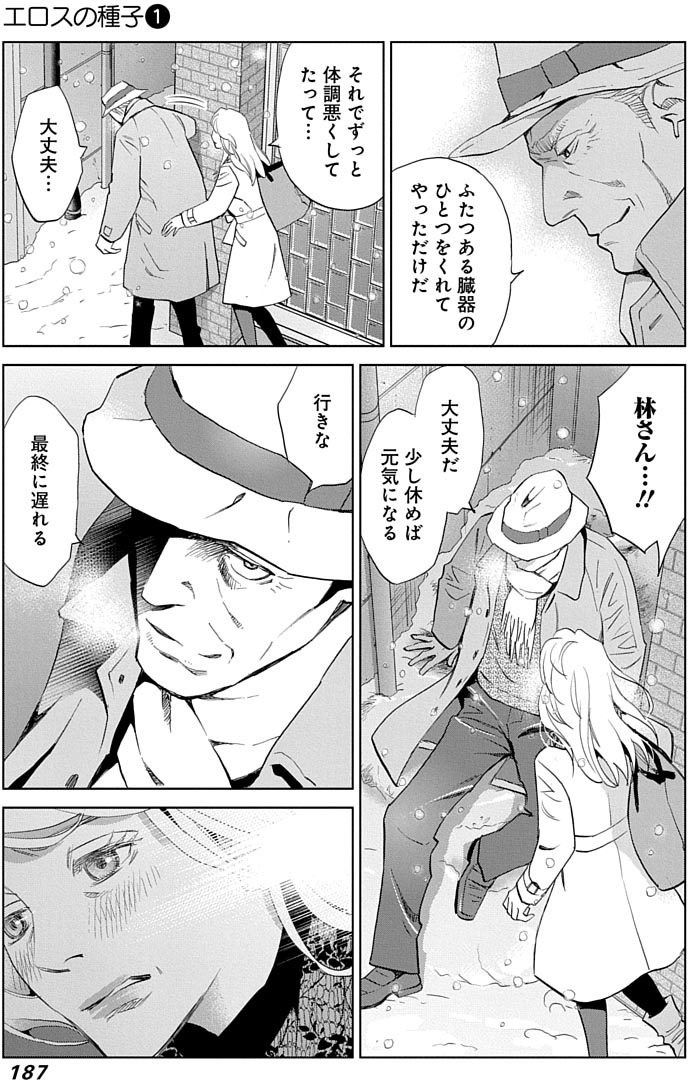 エロスの種子❶
ふたつある臓器の
ひとつをくれて
やっただけだ
それでずっと
体調悪くして
たって…
大丈夫…
林さん…!!
大丈夫だ
少し休めば
元気になる
行きな
最終に遅れる
187